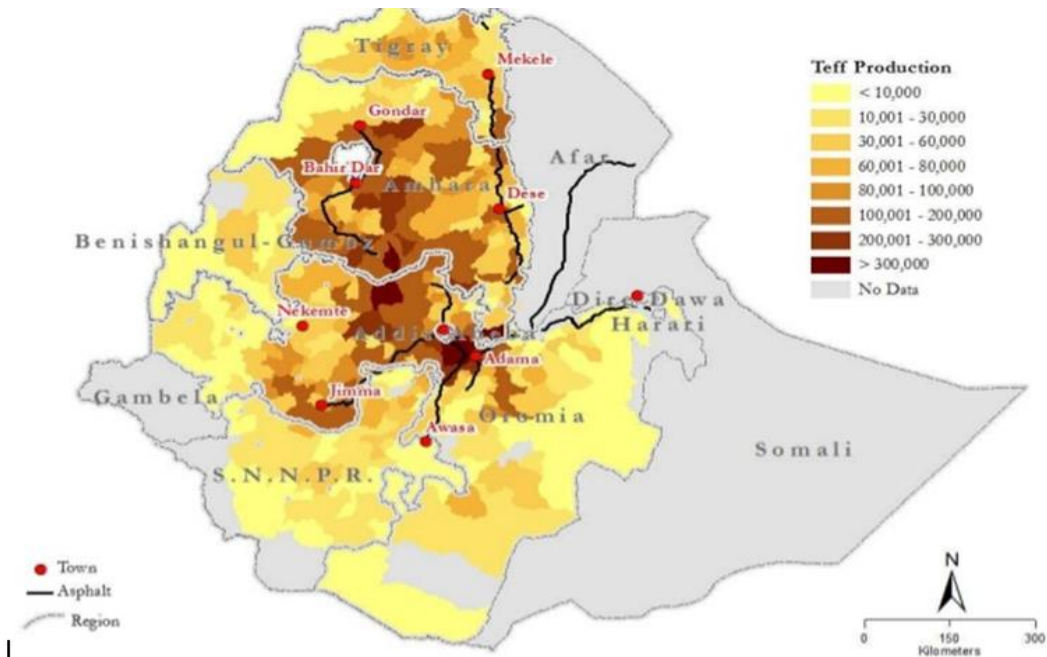 Tigray
Mekele
Teff Production
< 10,000
10,001 - 30,000
30,001 - 60,000
60,001 - 80,000
80,001 - 100,000
100,001 - 200,000
200,001 - 300,000
> 300,000
No Data
Gondar
Afar
Bahir Dar
Amhara
Dese
Benishangul-Gumuz
Dire Dawa
Harari
Nekemte
Addis Ababa
Adama
Jimma
Gambela
Oromia
Awasa
Somali
S.N.N.P.R.
Town
Asphalt
Region
N
0 150 300
Kilometers